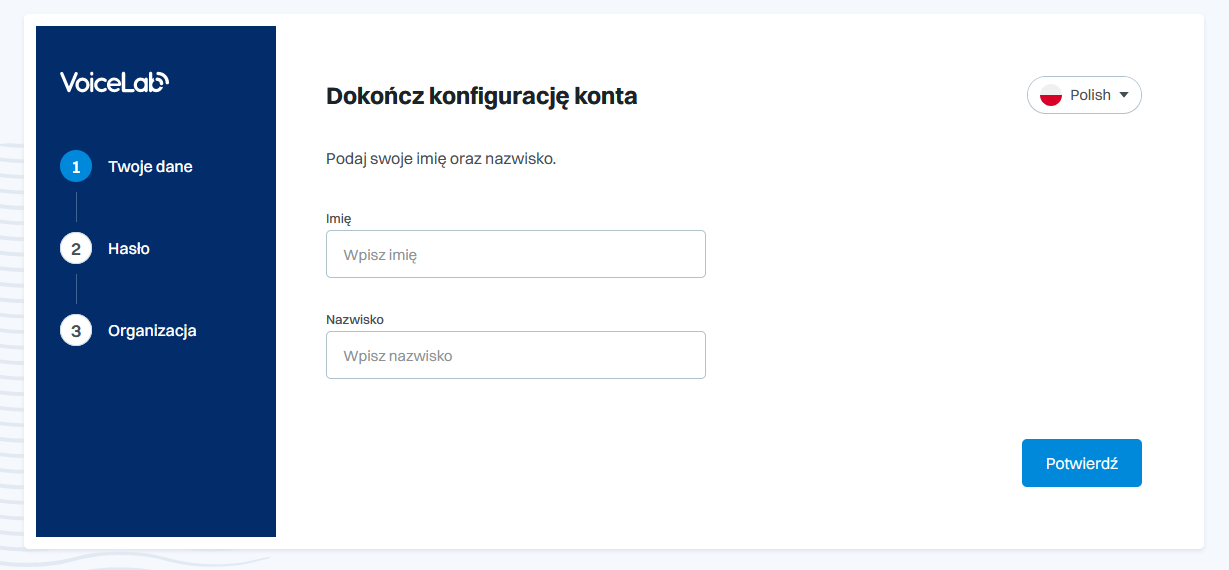 VoiceLab
1 Twoje dane
2 Hasło
3 Organizacja
Dokończ konfigurację konta
Polish
Podaj swoje imię oraz nazwisko.
Imię
Wpisz imię
Nazwisko
Wpisz nazwisko
Potwierdź